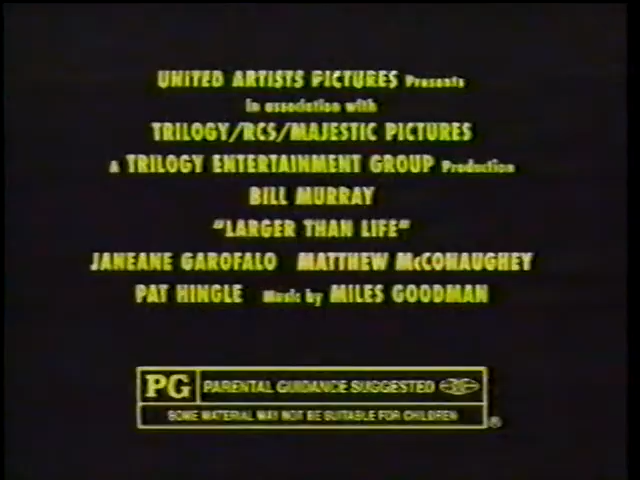 UNITED ARTISTS PICTURES Presents
in association with
TRILOGY/RCS/MAJESTIC PICTURES
A TRILOGY ENTERTAINMENT GROUP Production
BILL MURRAY
"LARGER THAN LIFE"
JANEANE GAROFALO MATTHEW McCONAUGHEY
PAT HINGLE Music by MILES GOODMAN
PG PARENTAL GUIDANCE SUGGESTED
SOME MATERIAL MAY NOT BE SUITABLE FOR CHILDREN ®